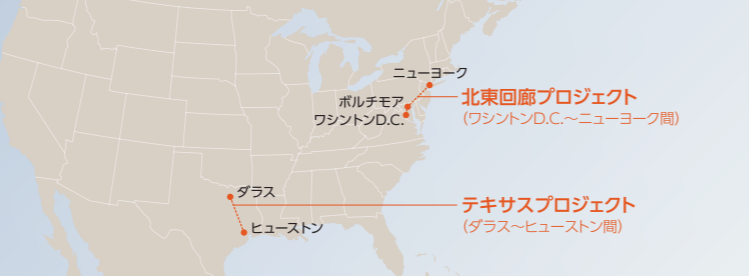 ニューヨーク
ボルチモア
ワシントンD.C.
北東回廊プロジェクト
（ワシントンD.C.～ニューヨーク間）
ダラス
ヒューストン
テキサスプロジェクト
（ダラス～ヒューストン間）